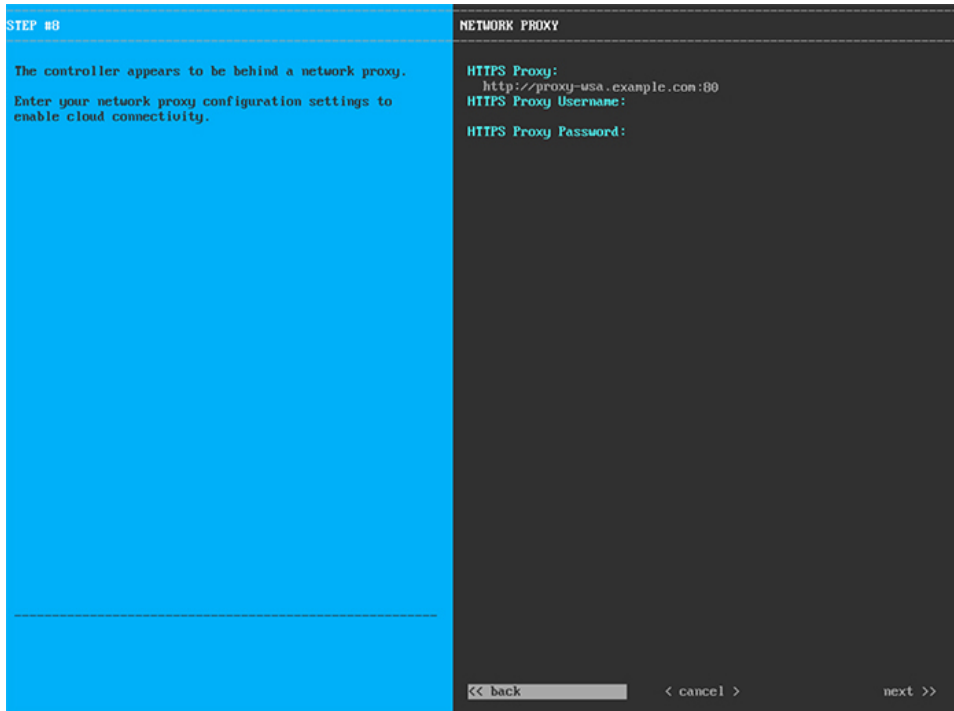 STEP #8
The controller appears to be behind a network proxy.
Enter your network proxy configuration settings to
enable cloud connectivity.
NETWORK PROXY
HTTPS Proxy:
http://proxy-wsa.example.com:80
HTTPS Proxy Username:
HTTPS Proxy Password:
<< back
< cancel >
next >>